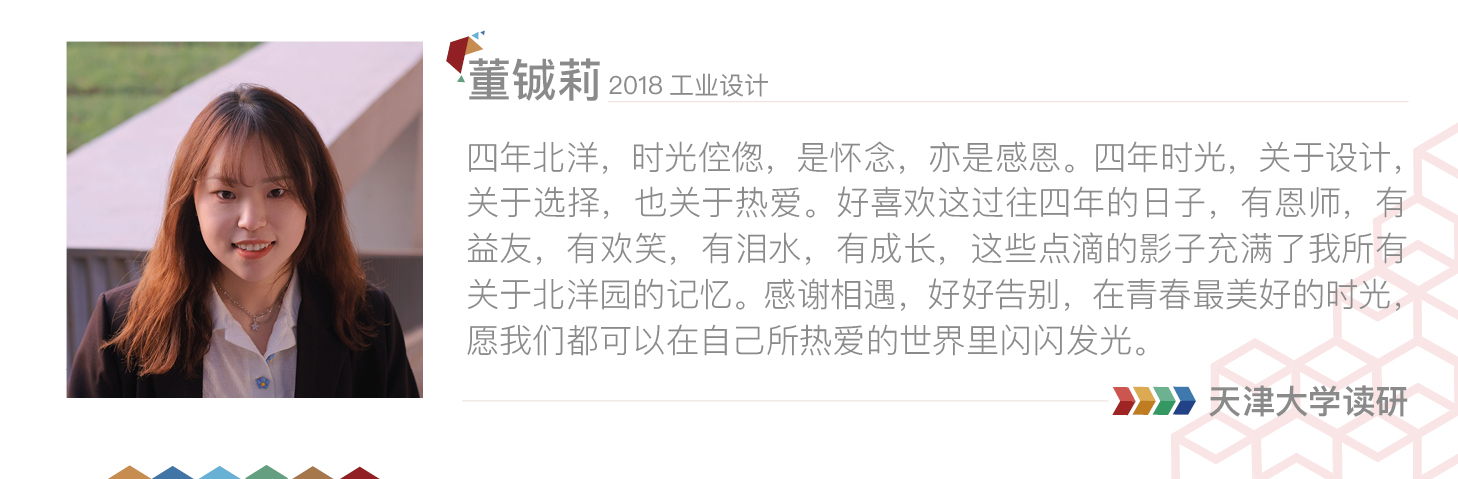 董铖莉 2018 工业设计
四年北洋，时光倥偬，是怀念，亦是感恩。四年时光，关于设计，
关于选择，也关于热爱。好喜欢这过往四年的日子，有恩师，有
益友，有欢笑，有泪水，有成长，这些点滴的影子充满了我所有
关于北洋园的记忆。感谢相遇，好好告别，在青春最美好的时光，
愿我们都可以在自己所热爱的世界里闪闪发光。
天津大学读研